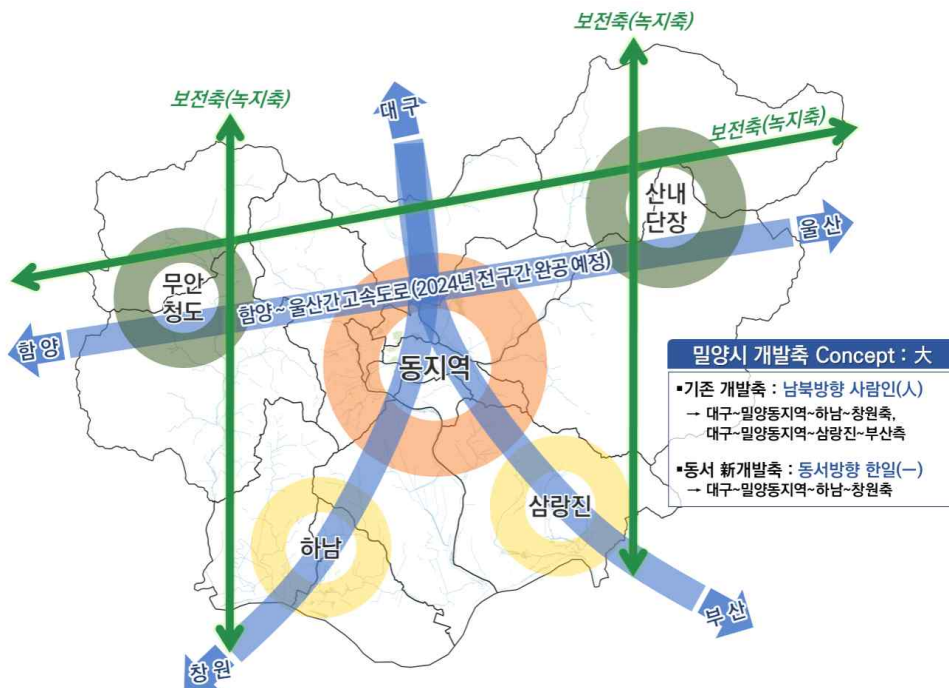 보전축(녹지축)
보전축(녹지축)
대구
보전축(녹지축)
산내
단장
울산
무안
청도
함양~울산간 고속도로 (2024년 전 구간 완공 예정)
함양
동지역
밀양시 개발축 Concept : 大
▪기존 개발축 : 남북방향 사람인(人)
→ 대구~밀양동지역~하남~창원축,
대구~밀양동지역~삼랑진~부산측
▪동서 新개발축 : 동서방향 한일(一)
→ 대구~밀양동지역~하남~창원축
삼랑진
하남
부산
창원